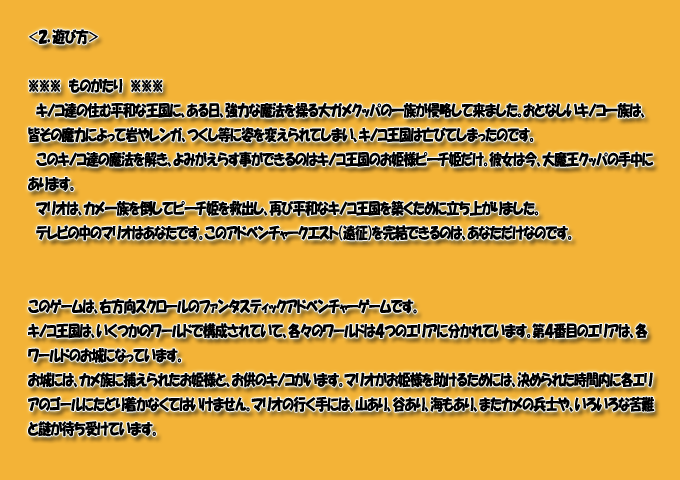 <2. 遊び方>
※※※ ものがたり ※※※
キノコ達の住む平和な王国に、ある日、強力な魔法を操る大ガメクッパの一族が侵略して来ました。おとなしいキノコ一族は、
皆その魔力によって岩やレンガ、つくし等に姿を変えられてしまい、キノコ王国は亡びてしまったのです。
このキノコ達の魔法を解き、よみがえらす事ができるのはキノコ王国のお姫様ピーチ姫だけ。彼女は今、大魔王クッパの手中に
あります。
マリオは、カメ一族を倒してピーチ姫を救出し、再び平和なキノコ王国を築くために立ち上がりました。
テレビの中のマリオはあなたです。このアドベンチャークエスト(遠征)を完結できるのは、あなただけなのです。
このゲームは、右方向スクロールのファンタスティックアドベンチャーゲームです。
キノコ王国は、いくつかのワールドで構成されていて、各々のワールドは4つのエリアに分かれています。第4番目のエリアは、各
ワールドのお城になっています。
お城には、カメ族に捕えられたお姫様と、お供のキノコがいます。マリオがお姫様を助けるためには、決められた時間内に各エリ
アのゴールにたどり着かなくてはいけません。マリオの行く手には、山あり、谷あり、海もあり、またカメの兵士や、いろいろな苦難
と謎が待ち受けています。